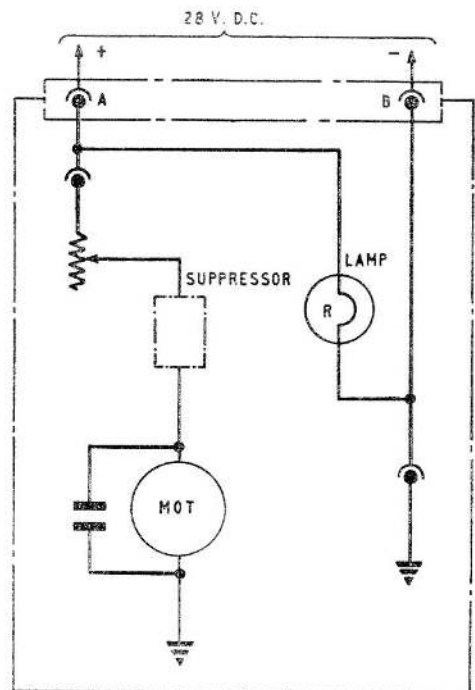 28 V. D.C.
+ −
A B
LAMP
SUPPRESSOR
R
MOT